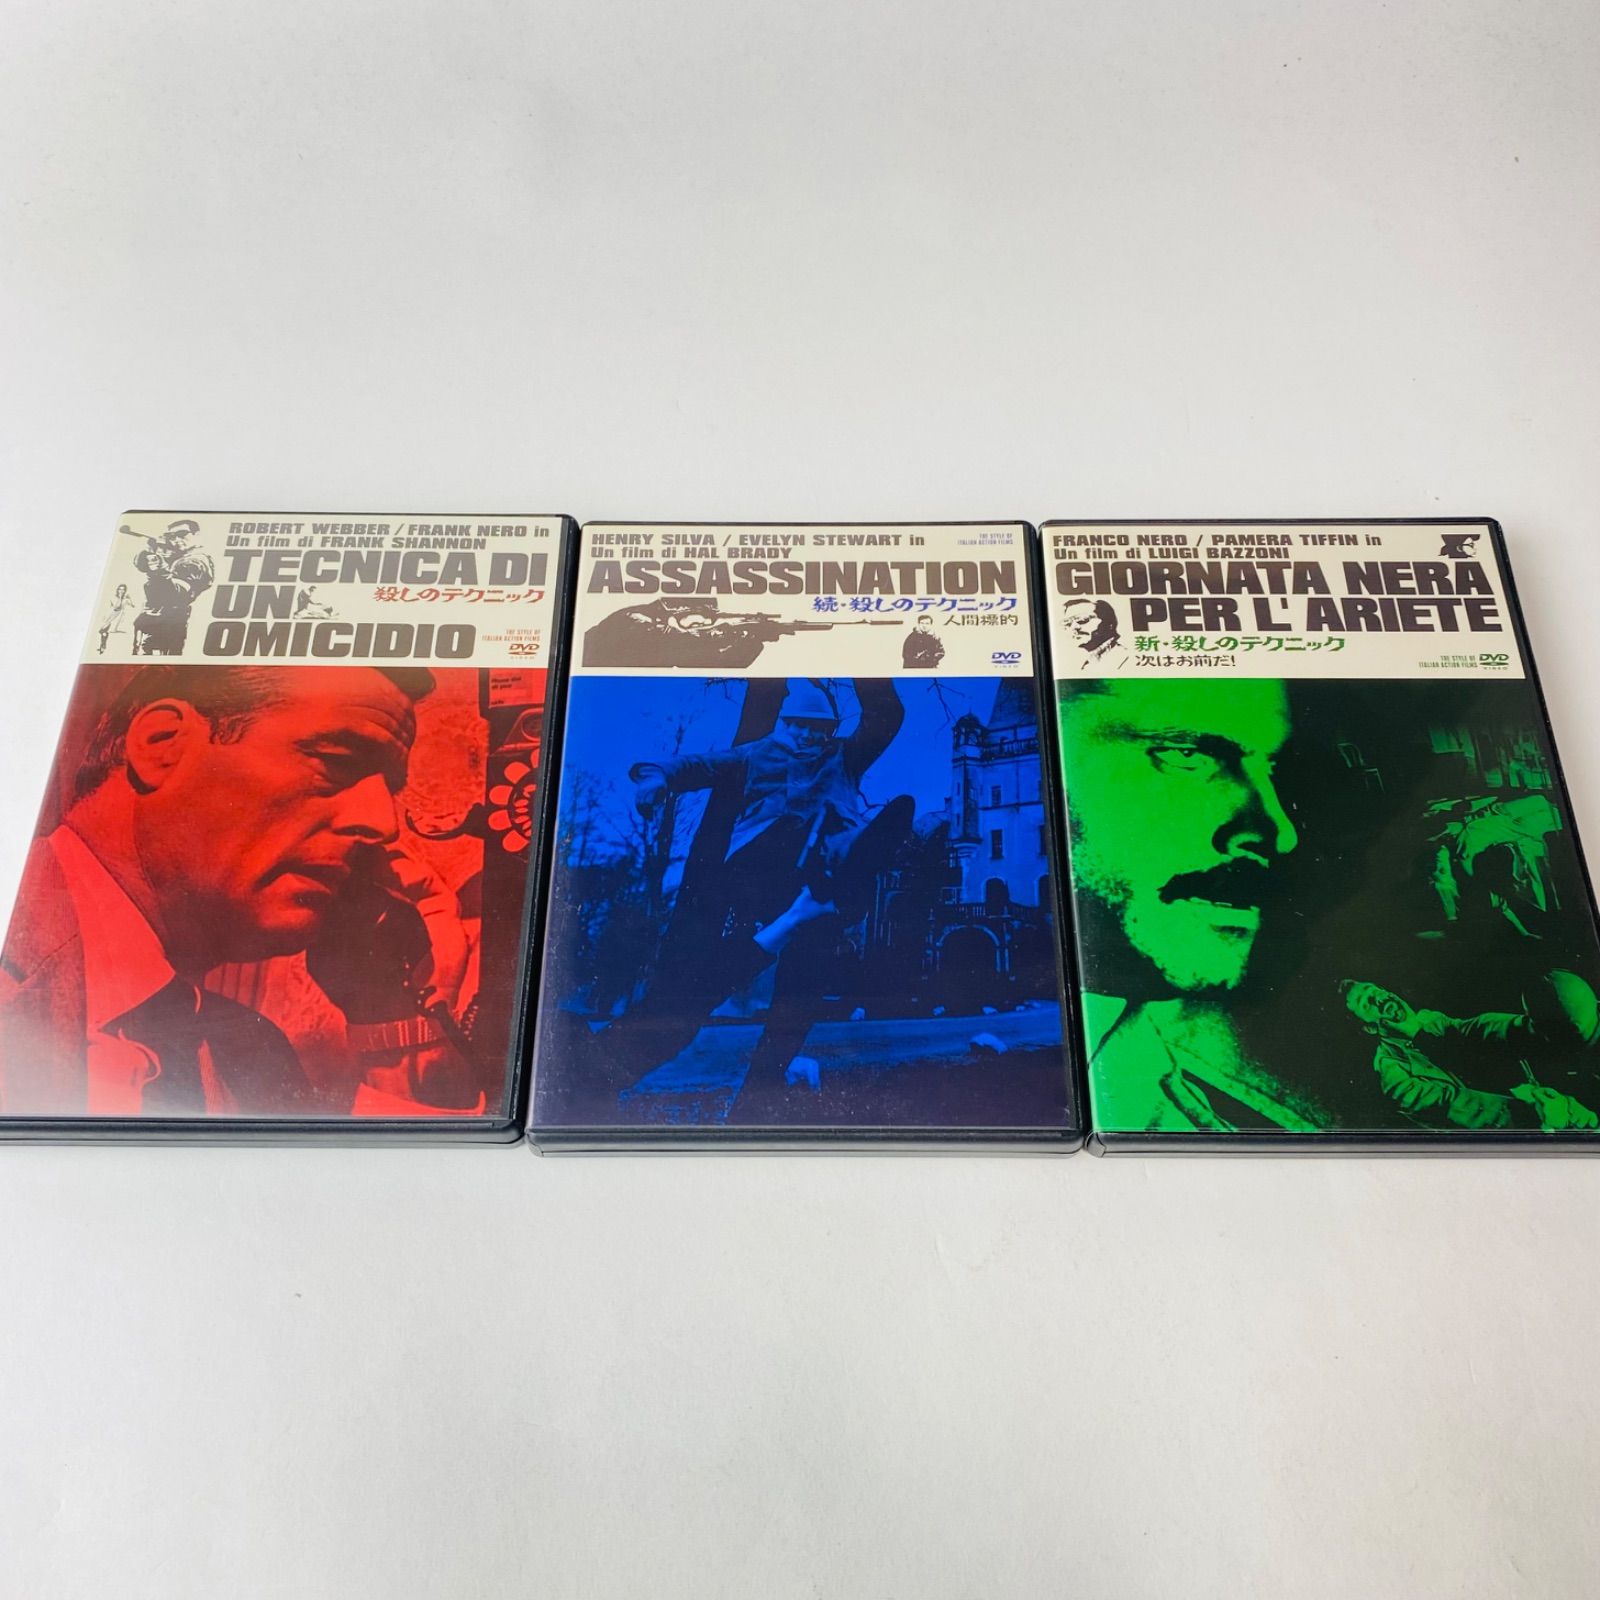 ROBERT WEBBER / FRANK NERO in
Un film di FRANK SHANNON
TECNICA DI
UN
OMICIDIO
殺しのテクニック
THE STYLE OF
ITALIAN ACTION FILMS
DVD
VIDEO
HENRY SILVA / EVELYN STEWART in
Un film di HAL BRADY
THE STYLE OF
ITALIAN ACTION FILMS
ASSASSINATION
続・殺しのテクニック
人間標的
DVD
VIDEO
FRANCO NERO / PAMERA TIFFIN in
Un film di LUIGI BAZZONI
GIORNATA NERA
PER L' ARIETE
新・殺しのテクニック
次はお前だ!
THE STYLE OF
ITALIAN ACTION FILMS
DVD
VIDEO